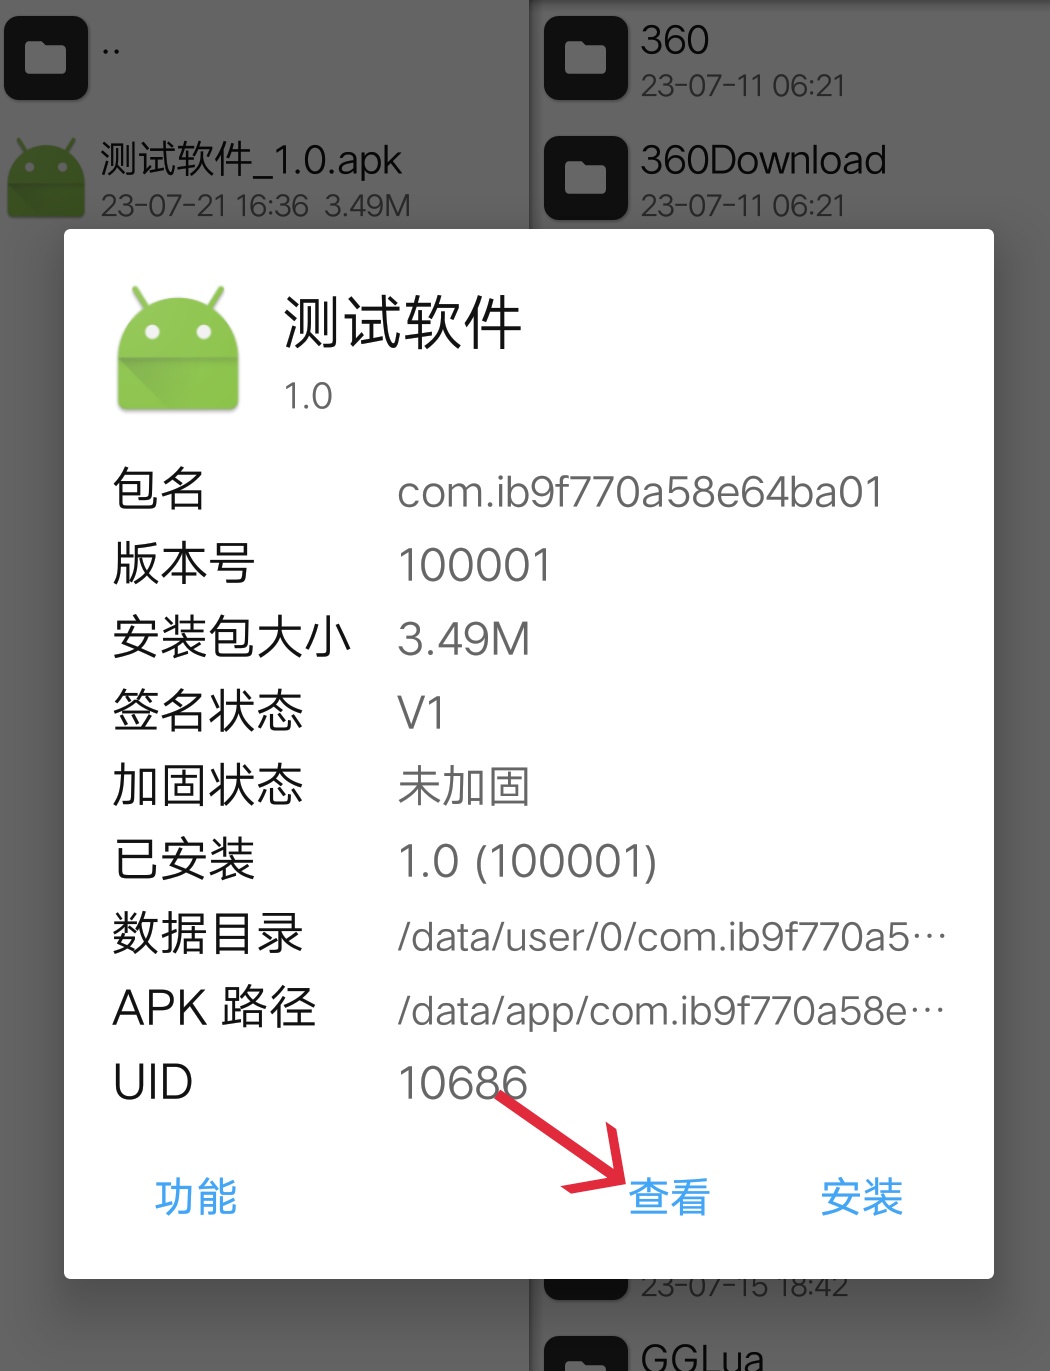 ..
测试软件_1.0.apk
23-07-21 16:36 3.49M
360
23-07-11 06:21
360Download
23-07-11 06:21
测试软件
1.0
包名 com.ib9f770a58e64ba01
版本号 100001
安装包大小 3.49M
签名状态 V1
加固状态 未加固
已安装 1.0 (100001)
数据目录 /data/user/0/com.ib9f770a5…
APK 路径 /data/app/com.ib9f770a58e…
UID 10686
功能 查看 安装
23-07-15 18:42
GGLua